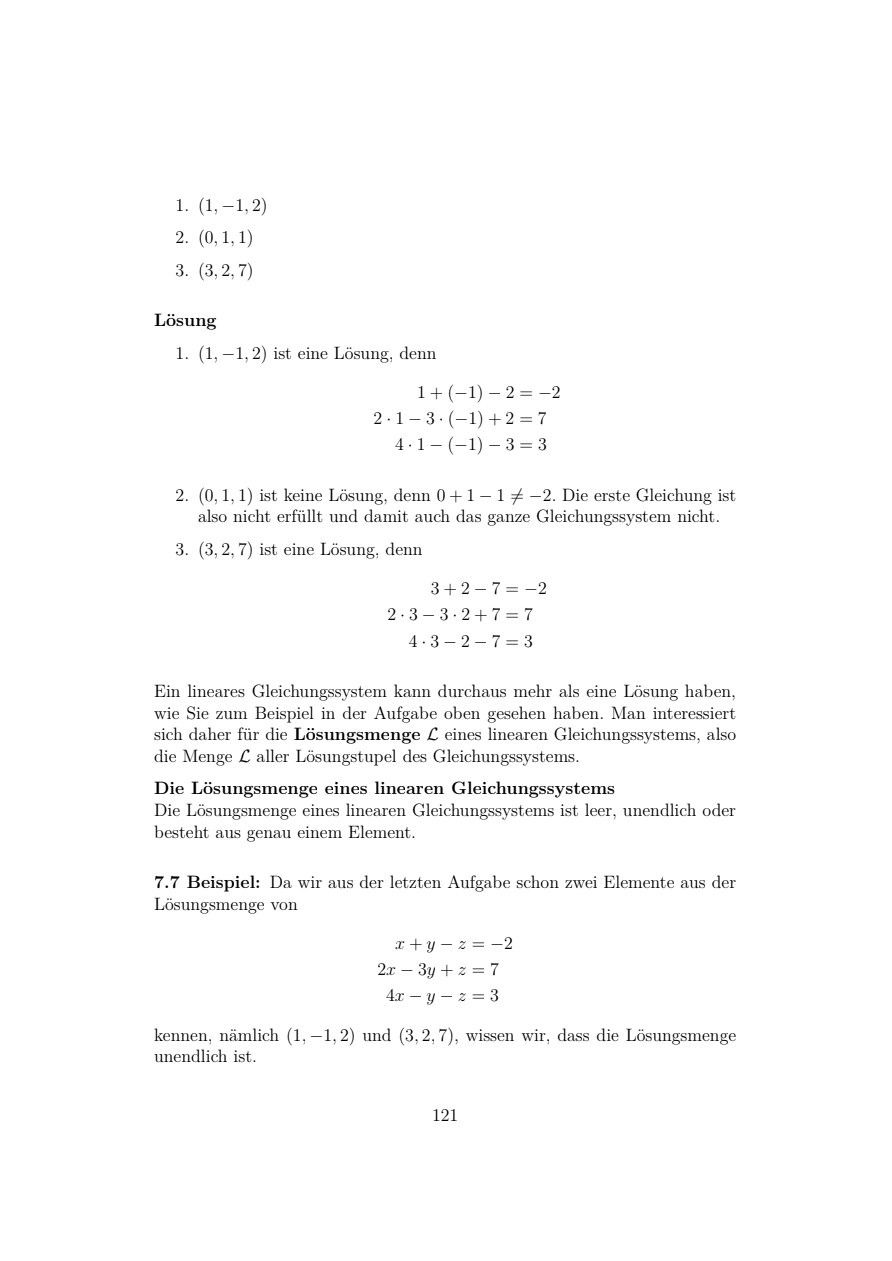 1. (1, −1, 2)
2. (0, 1, 1)
3. (3, 2, 7)
Lösung
1. (1, −1, 2) ist eine Lösung, denn
1 + (−1) − 2 = −2
2 · 1 − 3 · (−1) + 2 = 7
4 · 1 − (−1) − 3 = 3
2. (0, 1, 1) ist keine Lösung, denn 0 + 1 − 1 ≠ −2. Die erste Gleichung ist
also nicht erfüllt und damit auch das ganze Gleichungssystem nicht.
3. (3, 2, 7) ist eine Lösung, denn
3 + 2 − 7 = −2
2 · 3 − 3 · 2 + 7 = 7
4 · 3 − 2 − 7 = 3
Ein lineares Gleichungssystem kann durchaus mehr als eine Lösung haben,
wie Sie zum Beispiel in der Aufgabe oben gesehen haben. Man interessiert
sich daher für die Lösungsmenge ℒ eines linearen Gleichungssystems, also
die Menge ℒ aller Lösungstupel des Gleichungssystems.
Die Lösungsmenge eines linearen Gleichungssystems
Die Lösungsmenge eines linearen Gleichungssystems ist leer, unendlich oder
besteht aus genau einem Element.
7.7 Beispiel: Da wir aus der letzten Aufgabe schon zwei Elemente aus der
Lösungsmenge von
x + y − z = −2
2x − 3y + z = 7
4x − y − z = 3
kennen, nämlich (1, −1, 2) und (3, 2, 7), wissen wir, dass die Lösungsmenge
unendlich ist.
121